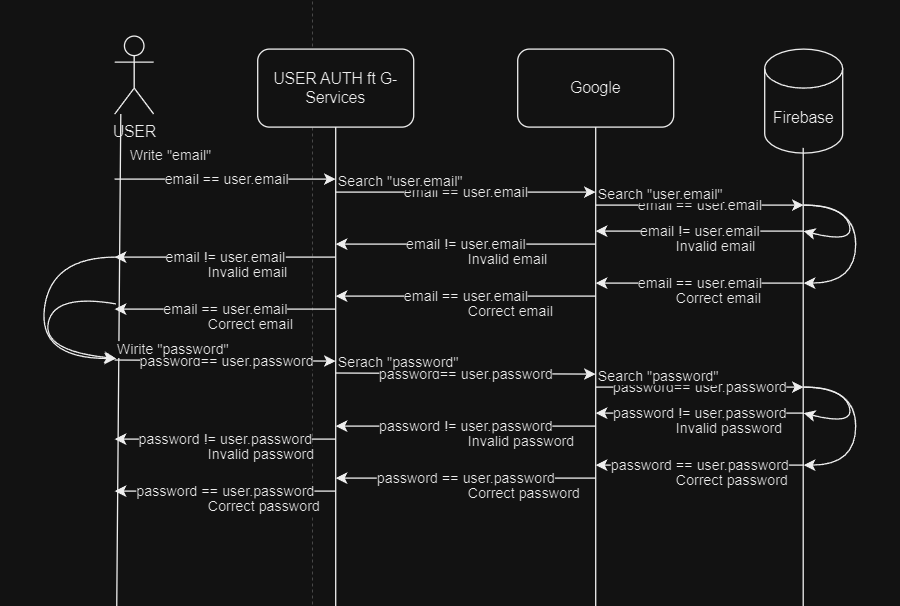 USER AUTH ft G-
Services
Google
Firebase
USER
Write "email"
email == user.email
Search "user.email"
email == user.email
Search "user.email"
email == user.email
email != user.email
Invalid email
email != user.email
Invalid email
email != user.email
Invalid email
email == user.email
Correct email
email == user.email
Correct email
email == user.email
Correct email
Wirite "password"
password== user.password
Serach "password"
password== user.password
Search "password"
password== user.password
password != user.password
Invalid password
password != user.password
Invalid password
password != user.password
Invalid password
password == user.password
Correct password
password == user.password
Correct password
password == user.password
Correct password